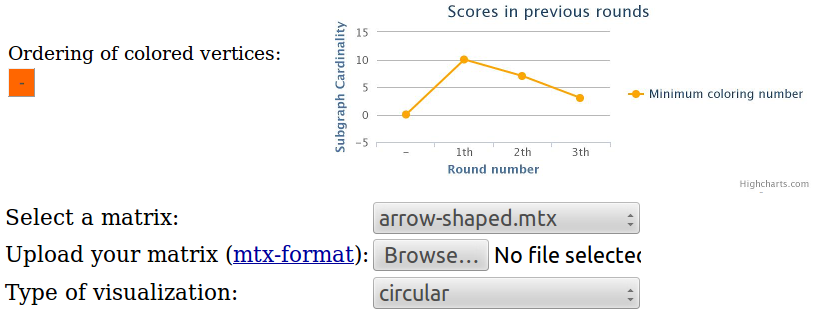 Scores in previous rounds
Ordering of colored vertices:
-
Subgraph Cardinality
15
10
5
0
−5
– 1th 2th 3th
Round number
Minimum coloring number
Highcharts.com
Select a matrix: arrow-shaped.mtx
Upload your matrix (mtx-format): Browse... No file selected
Type of visualization: circular